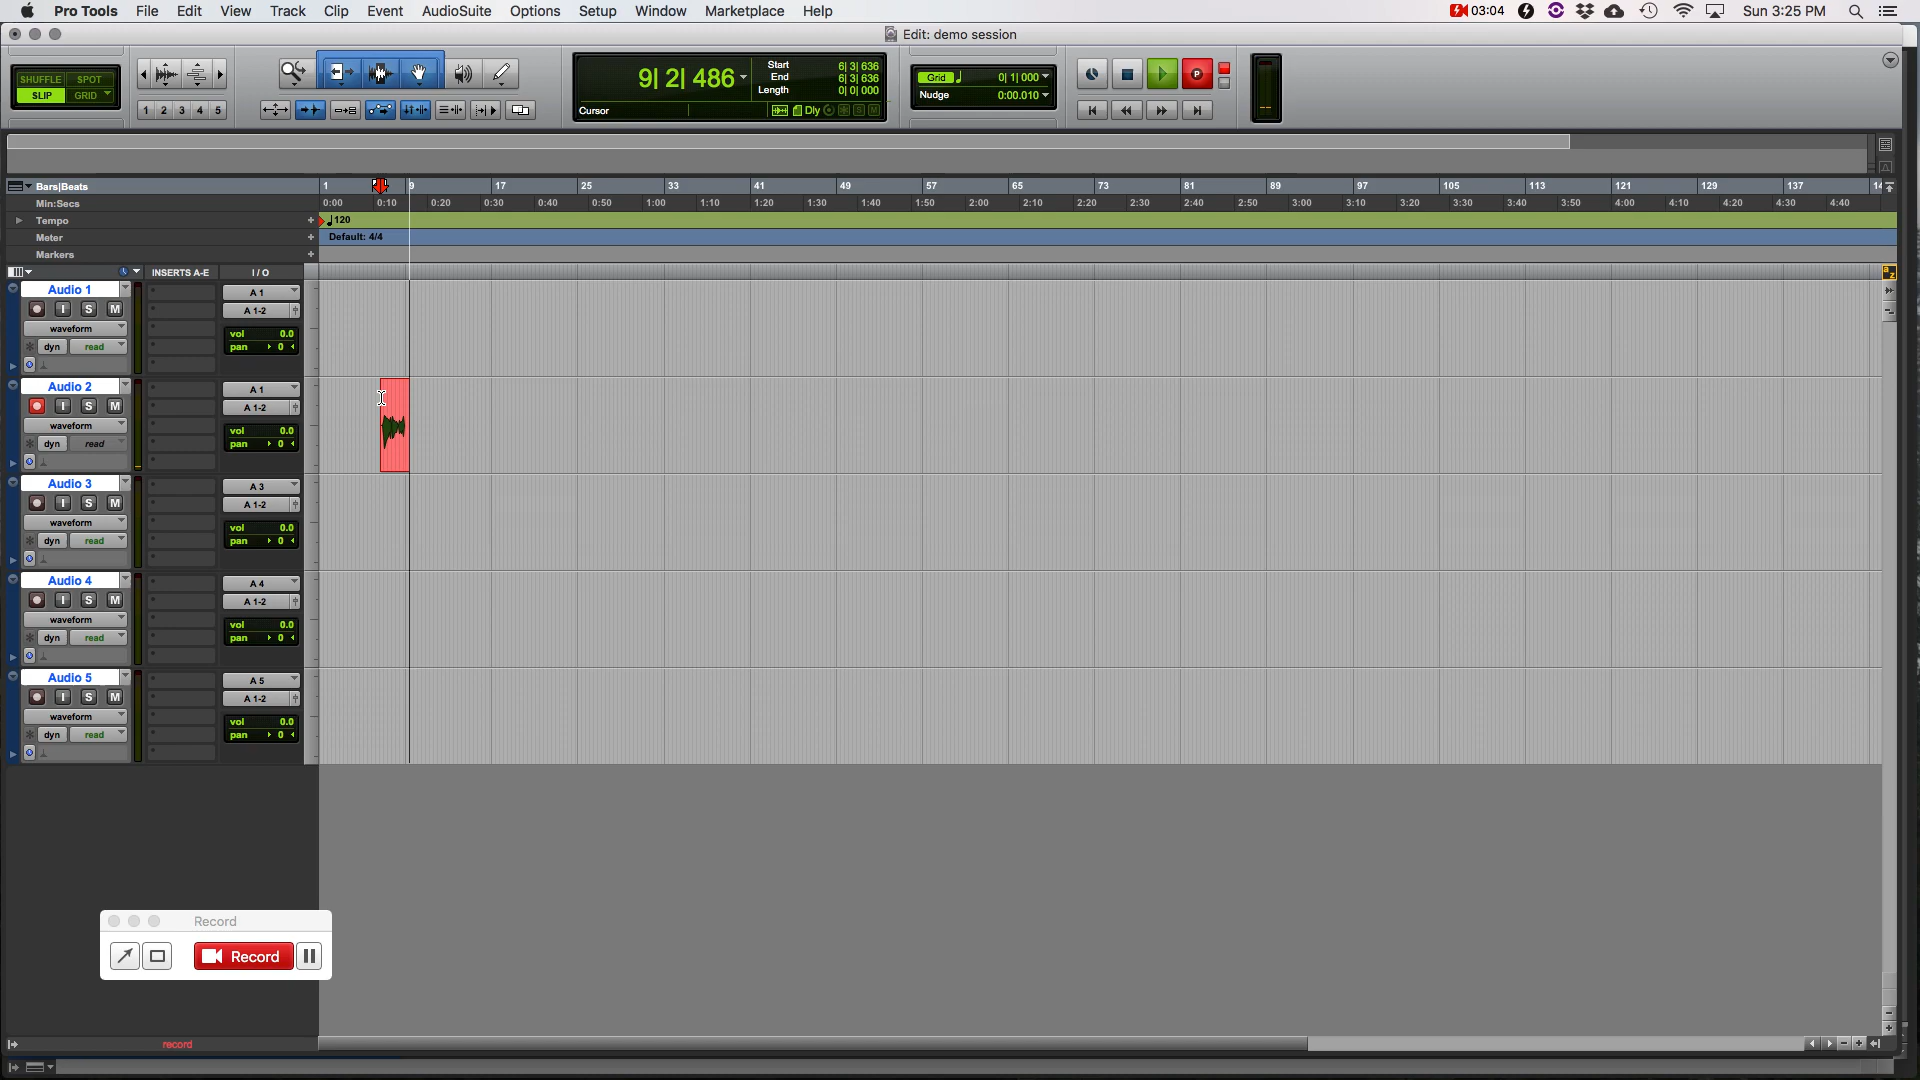 Pro Tools File Edit View Track Clip Event AudioSuite Options Setup Window Marketplace Help 03:04 Sun 3:25 PM
Edit: demo session
SHUFFLE SPOT
SLIP GRID
1 2 3 4 5
9| 2| 486
Start 6| 3| 636
End 6| 3| 636
Length 0| 0| 000
Cursor Dly S M
Grid 0| 1| 000
Nudge 0:00.010
P
Bars|Beats 1 9 17 25 33 41 49 57 65 73 81 89 97 105 113 121 129 137 14
Min:Secs 0:00 0:10 0:20 0:30 0:40 0:50 1:00 1:10 1:20 1:30 1:40 1:50 2:00 2:10 2:20 2:30 2:40 2:50 3:00 3:10 3:20 3:30 3:40 3:50 4:00 4:10 4:20 4:30 4:40
Tempo + 120
Meter + Default: 4/4
Markers +
INSERTS A-E I / O
a z
Audio 1 A 1
I S M A 1-2
waveform vol 0.0
dyn read pan 0
Audio 2 A 1
I S M A 1-2
waveform vol 0.0
dyn read pan 0
Audio 3 A 3
I S M A 1-2
waveform vol 0.0
dyn read pan 0
Audio 4 A 4
I S M A 1-2
waveform vol 0.0
dyn read pan 0
Audio 5 A 5
I S M A 1-2
waveform vol 0.0
dyn read pan 0
Record
Record
record